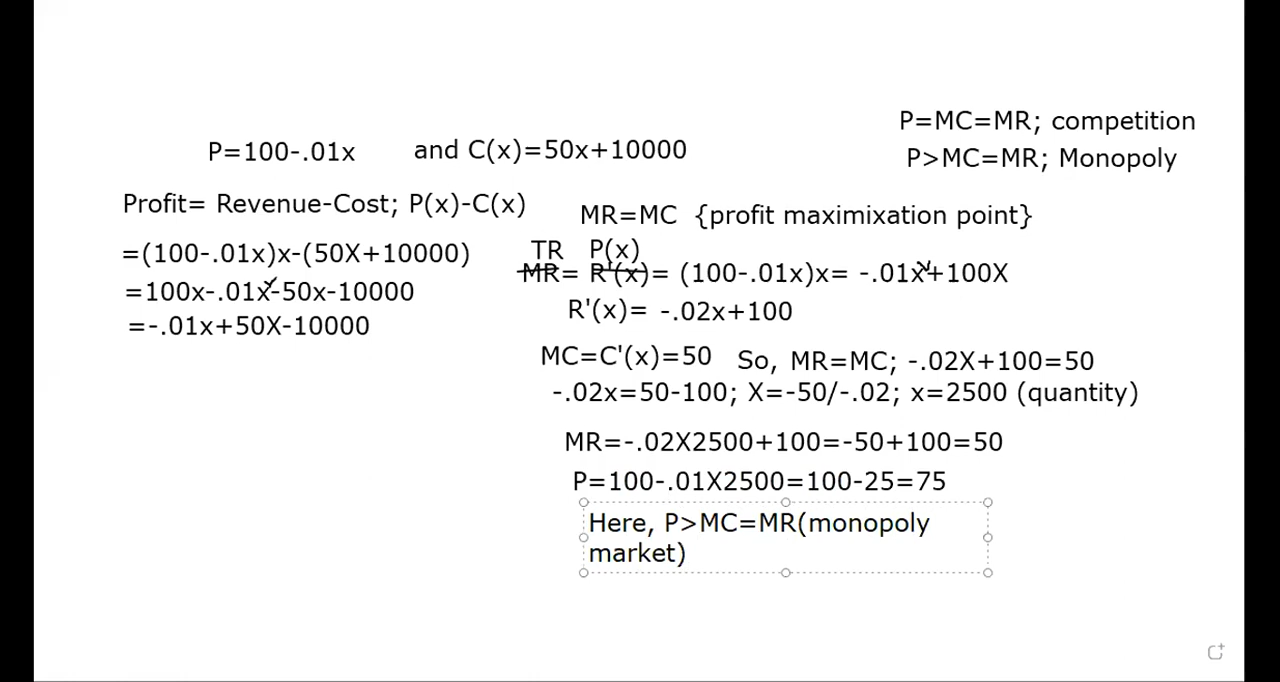 P=MC=MR; competition
P=100-.01x and C(x)=50x+10000
P>MC=MR; Monopoly
Profit= Revenue-Cost; P(x)-C(x)
=(100-.01x)x-(50X+10000)
=100x-.01x-50x-10000
=-.01x+50X-10000
MR=MC {profit maximixation point}
TR P(x)
MR= R'(x)= (100-.01x)x= -.01x+100X
R'(x)= -.02x+100
MC=C'(x)=50 So, MR=MC; -.02X+100=50
-.02x=50-100; X=-50/-.02; x=2500 (quantity)
MR=-.02X2500+100=-50+100=50
P=100-.01X2500=100-25=75
Here, P>MC=MR(monopoly
market)